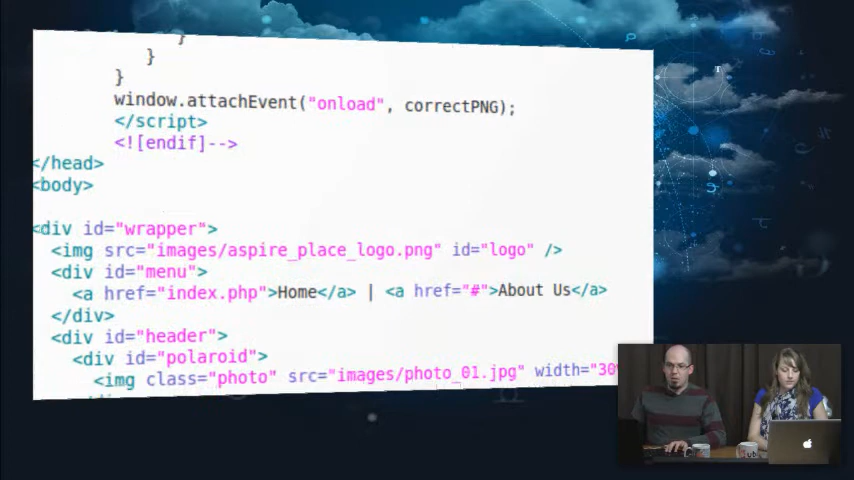 }
}
}
window.attachEvent("onload", correctPNG);
</script>
<![endif]-->
</head>
<body>
<div id="wrapper">
<img src="images/aspire_place_logo.png" id="logo" />
<div id="menu">
<a href="index.php">Home</a> | <a href="#">About Us</a>
</div>
<div id="header">
<div id="polaroid">
<img class="photo" src="images/photo_01.jpg" width="30